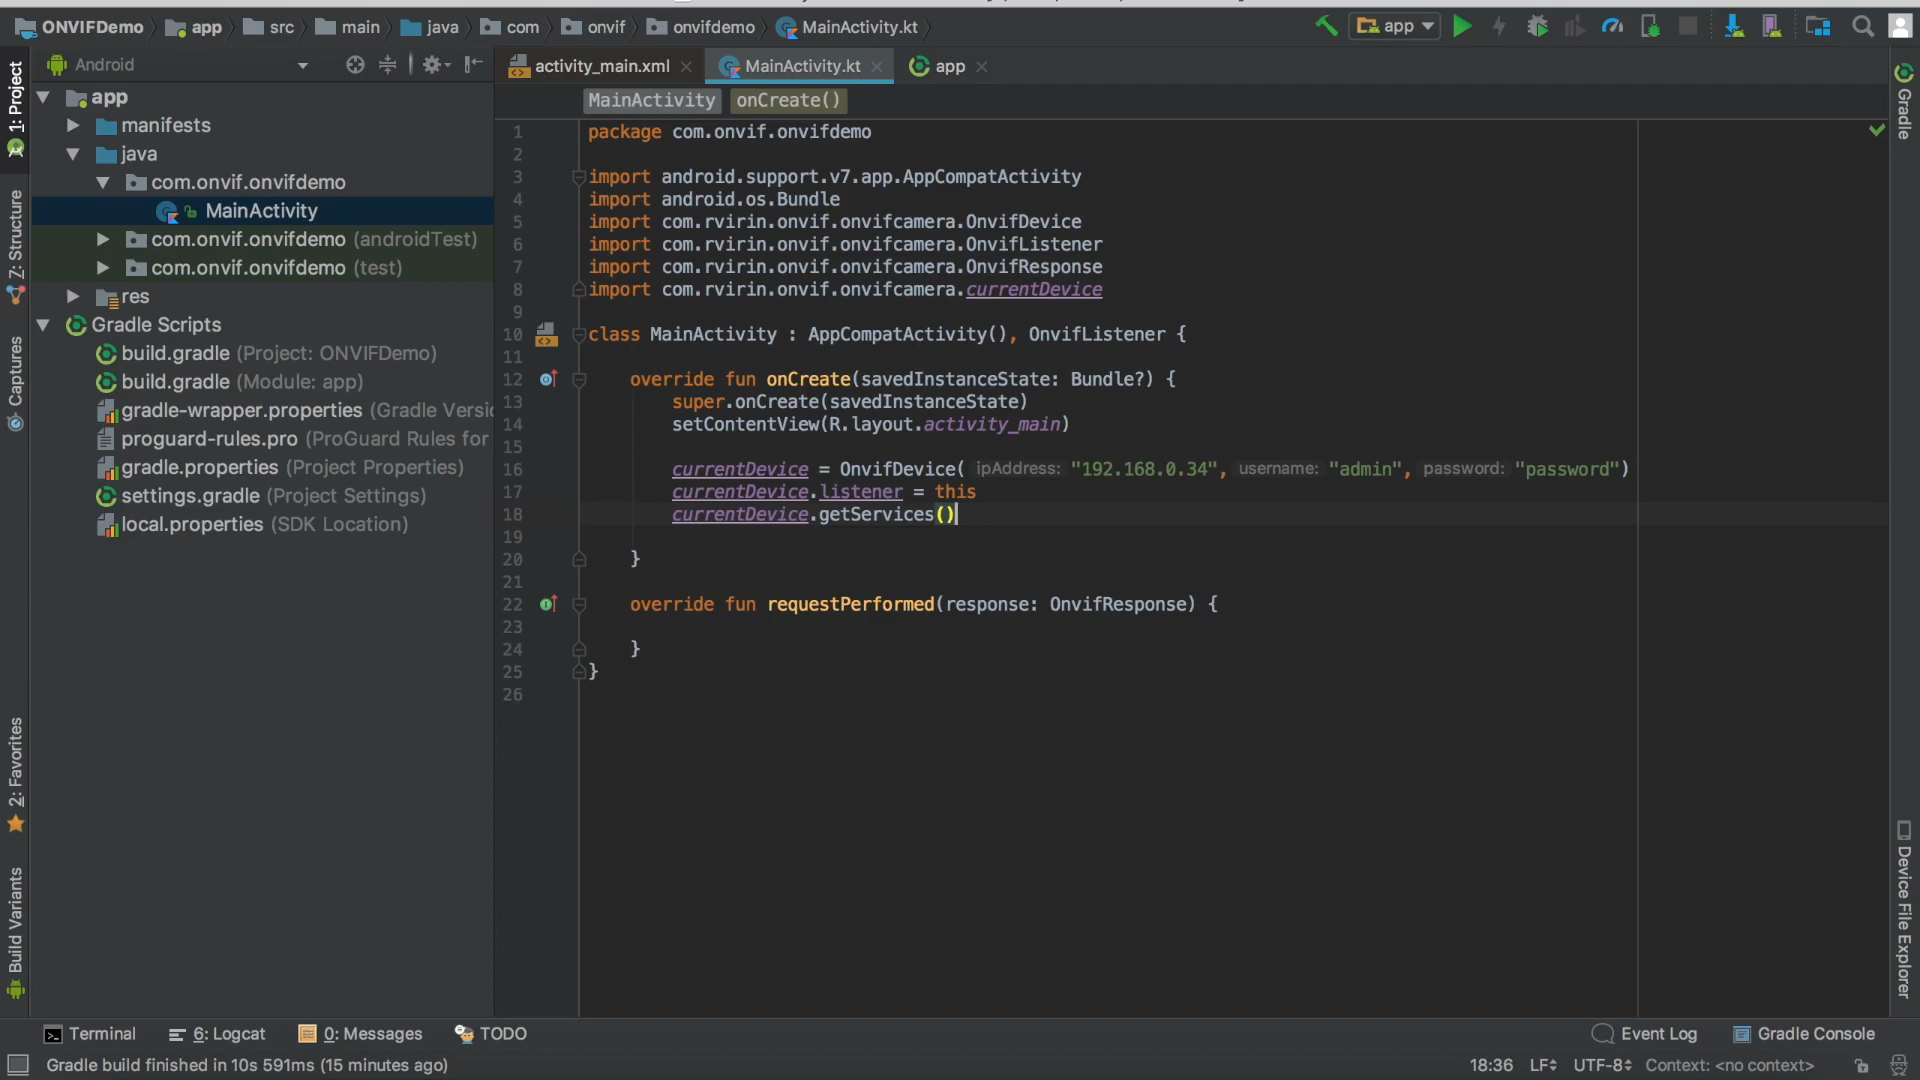 ONVIFDemo app src main java com onvif onvifdemo MainActivity.kt app
Android
activity_main.xml MainActivity.kt app
MainActivity onCreate()
1: Project
7: Structure
Captures
2: Favorites
Build Variants
app
manifests
java
com.onvif.onvifdemo
MainActivity
com.onvif.onvifdemo (androidTest)
com.onvif.onvifdemo (test)
res
Gradle Scripts
build.gradle (Project: ONVIFDemo)
build.gradle (Module: app)
gradle-wrapper.properties (Gradle Versi
proguard-rules.pro (ProGuard Rules for
gradle.properties (Project Properties)
settings.gradle (Project Settings)
local.properties (SDK Location)
1 package com.onvif.onvifdemo
2
3 import android.support.v7.app.AppCompatActivity
4 import android.os.Bundle
5 import com.rvirin.onvif.onvifcamera.OnvifDevice
6 import com.rvirin.onvif.onvifcamera.OnvifListener
7 import com.rvirin.onvif.onvifcamera.OnvifResponse
8 import com.rvirin.onvif.onvifcamera.currentDevice
9
10 class MainActivity : AppCompatActivity(), OnvifListener {
11
12 override fun onCreate(savedInstanceState: Bundle?) {
13 super.onCreate(savedInstanceState)
14 setContentView(R.layout.activity_main)
15
16 currentDevice = OnvifDevice( ipAddress: "192.168.0.34", username: "admin", password: "password")
17 currentDevice.listener = this
18 currentDevice.getServices()
19
20 }
21
22 override fun requestPerformed(response: OnvifResponse) {
23
24 }
25 }
26
Gradle
Device File Explorer
Terminal 6: Logcat 0: Messages TODO Event Log Gradle Console
Gradle build finished in 10s 591ms (15 minutes ago) 18:36 LF UTF-8 Context: <no context>